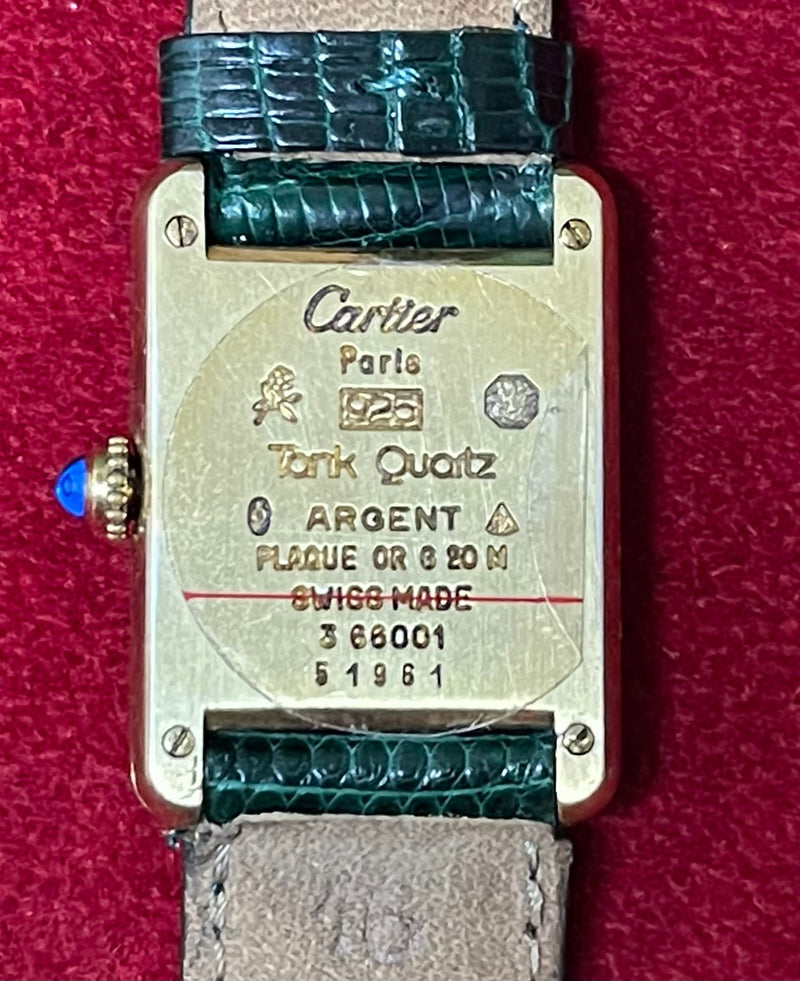 Cartier
Paris
925
Tank Quartz
ARGENT
PLAQUE OR G 20 M
SWISS MADE
3 66001
51961